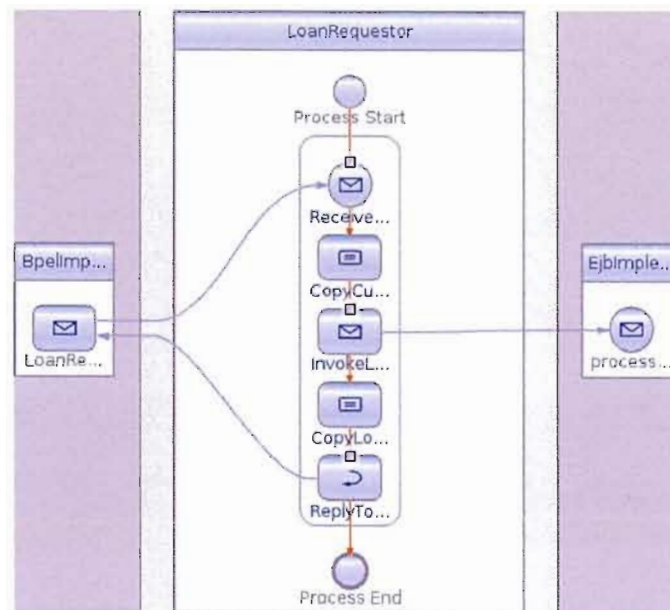 LoanRequestor
Process Start
Receive...
BpelImp...
EjbImple...
CopyCu...
LoanRe...
InvokeL...
process...
CopyLo...
ReplyTo...
Process End